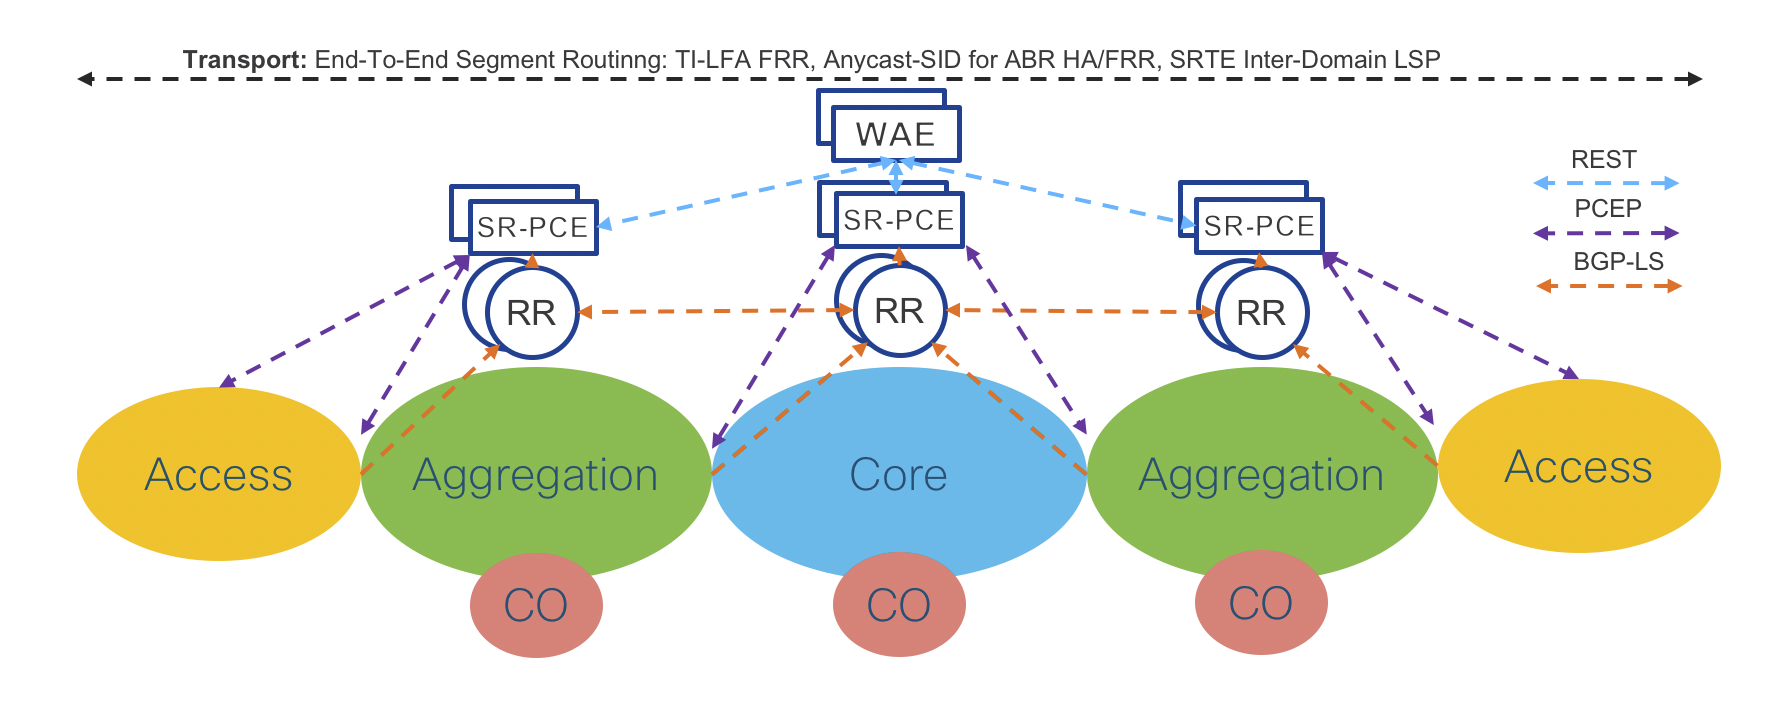 Transport: End-To-End Segment Routinng: TI-LFA FRR, Anycast-SID for ABR HA/FRR, SRTE Inter-Domain LSP
WAE
REST
SR-PCE
SR-PCE
SR-PCE
PCEP
BGP-LS
RR
RR
RR
Access
Aggregation
Core
Aggregation
Access
CO
CO
CO